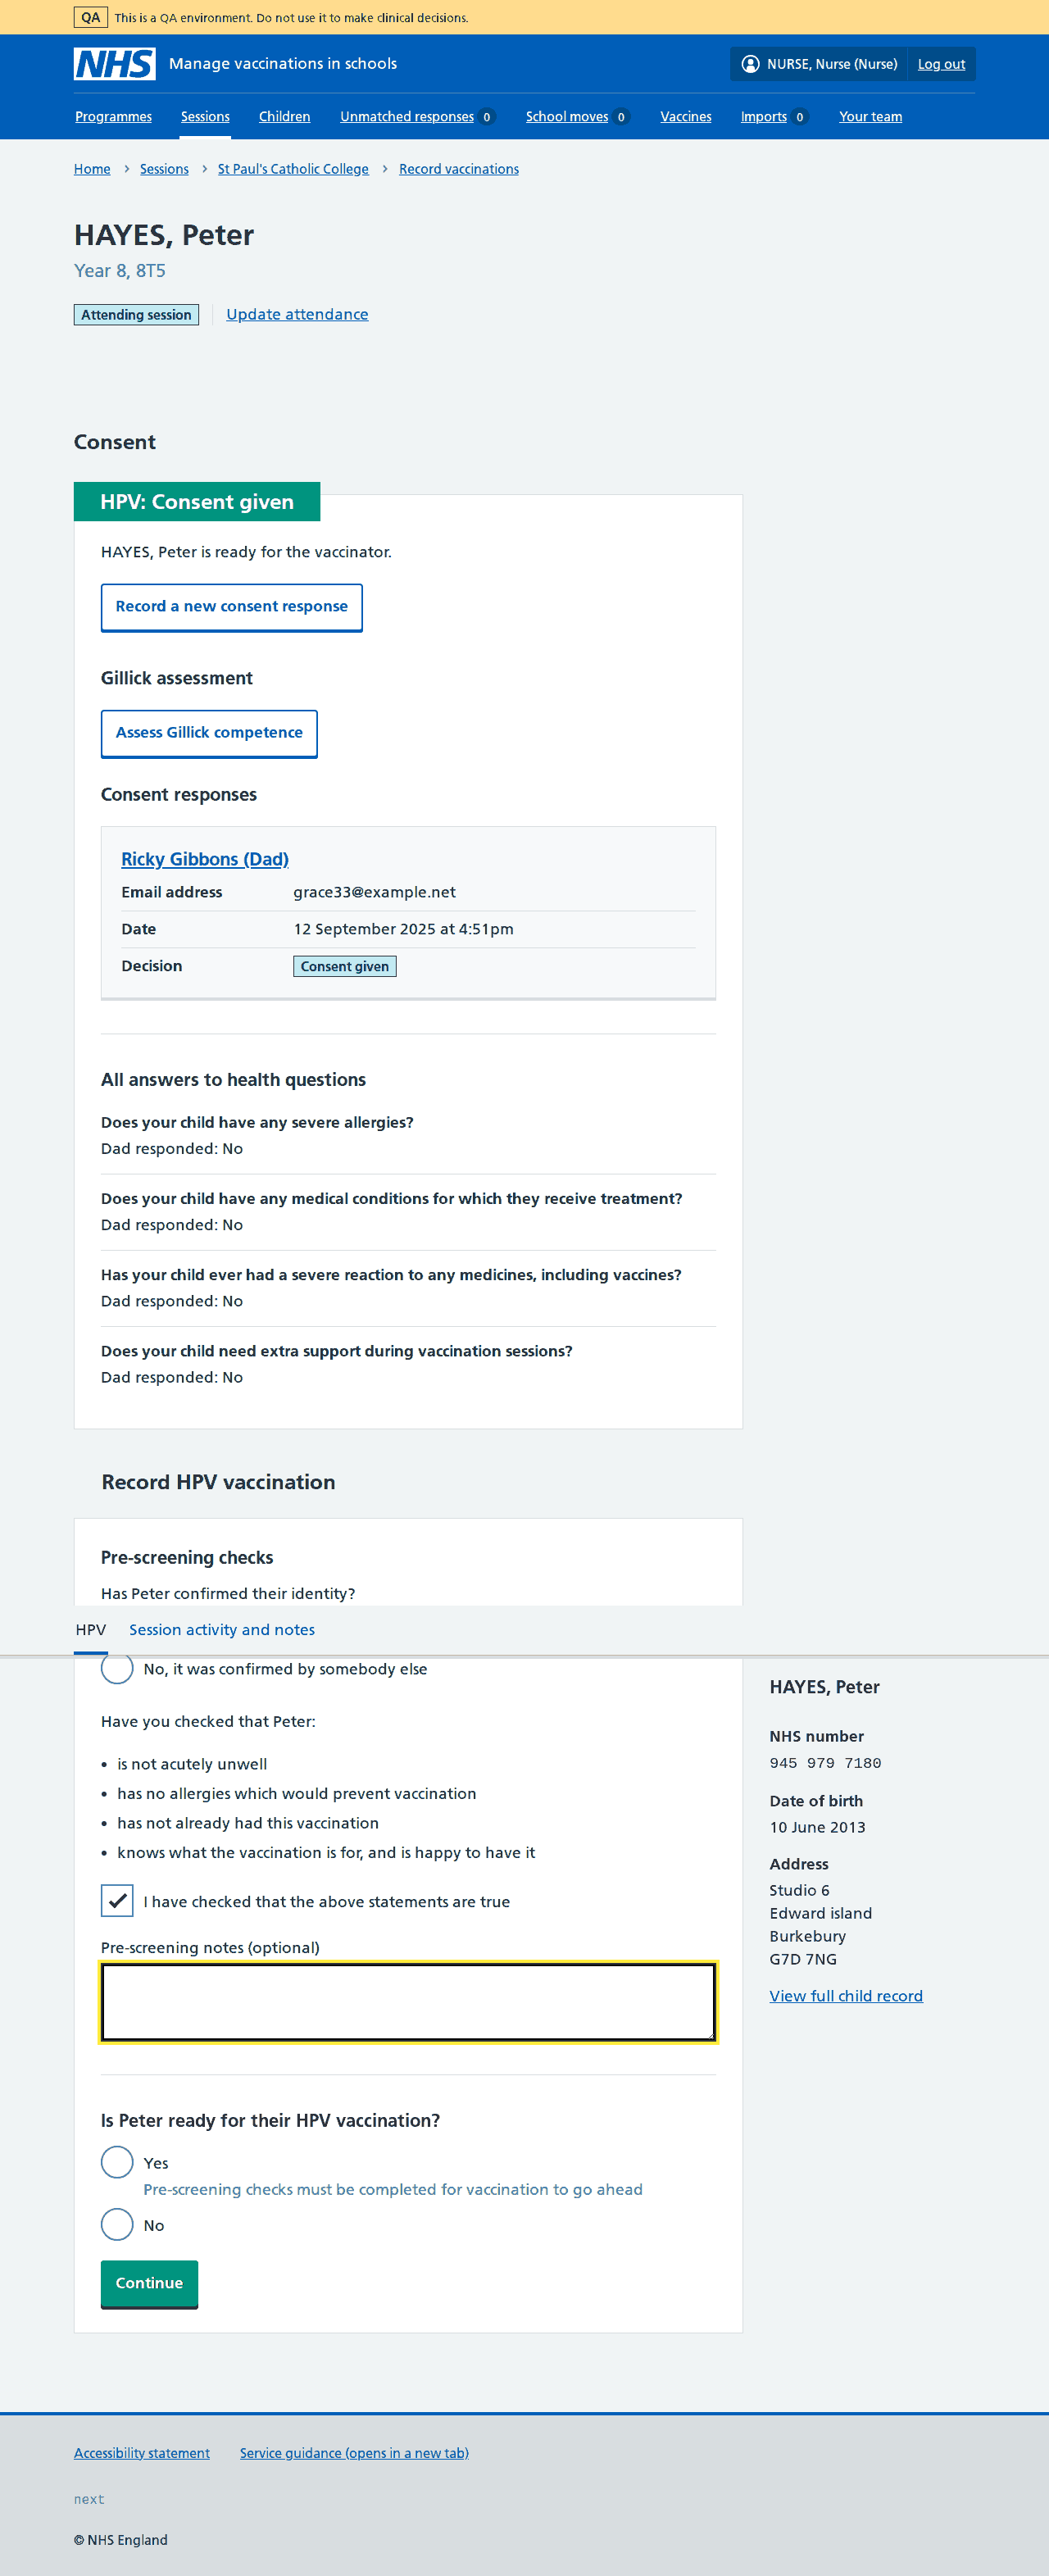 QA This is a QA environment. Do not use it to make clinical decisions.
NHS Manage vaccinations in schools NURSE, Nurse (Nurse) Log out
Programmes Sessions Children Unmatched responses 0 School moves 0 Vaccines Imports 0 Your team
Home Sessions St Paul's Catholic College Record vaccinations
HAYES, Peter
Year 8, 8T5
Attending session Update attendance
Consent
HPV: Consent given
HAYES, Peter is ready for the vaccinator.
Record a new consent response
Gillick assessment
Assess Gillick competence
Consent responses
Ricky Gibbons (Dad)
Email address grace33@example.net
Date 12 September 2025 at 4:51pm
Decision Consent given
All answers to health questions
Does your child have any severe allergies?
Dad responded: No
Does your child have any medical conditions for which they receive treatment?
Dad responded: No
Has your child ever had a severe reaction to any medicines, including vaccines?
Dad responded: No
Does your child need extra support during vaccination sessions?
Dad responded: No
Record HPV vaccination
Pre-screening checks
Has Peter confirmed their identity?
HPV Session activity and notes
No, it was confirmed by somebody else
Have you checked that Peter:
• is not acutely unwell
• has no allergies which would prevent vaccination
• has not already had this vaccination
• knows what the vaccination is for, and is happy to have it
I have checked that the above statements are true
Pre-screening notes (optional)
Is Peter ready for their HPV vaccination?
Yes
Pre-screening checks must be completed for vaccination to go ahead
No
Continue
HAYES, Peter
NHS number
945 979 7180
Date of birth
10 June 2013
Address
Studio 6
Edward island
Burkebury
G7D 7NG
View full child record
Accessibility statement Service guidance (opens in a new tab)
next
© NHS England